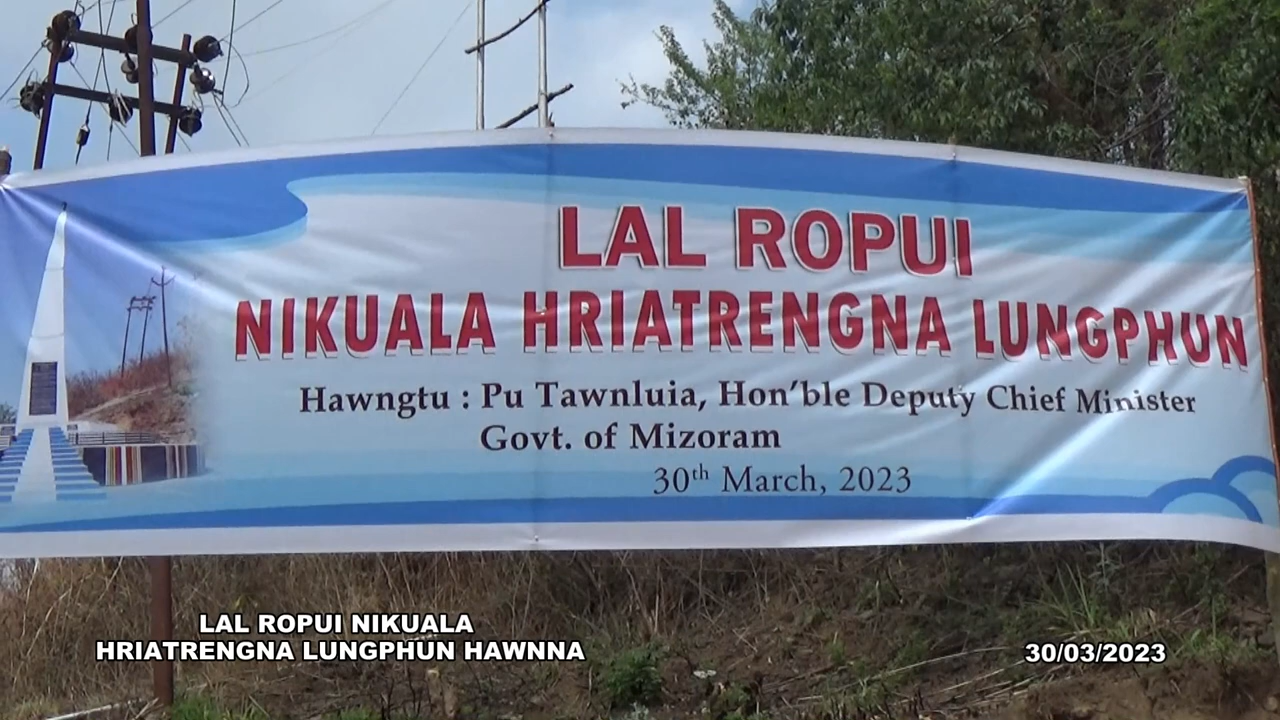 LAL ROPUI
NIKUALA HRIATRENGNA LUNGPHUN
Hawngtu : Pu Tawnluia, Hon'ble Deputy Chief Minister
Govt. of Mizoram
30th March, 2023
LAL ROPUI NIKUALA
HRIATRENGNA LUNGPHUN HAWNNA
30/03/2023